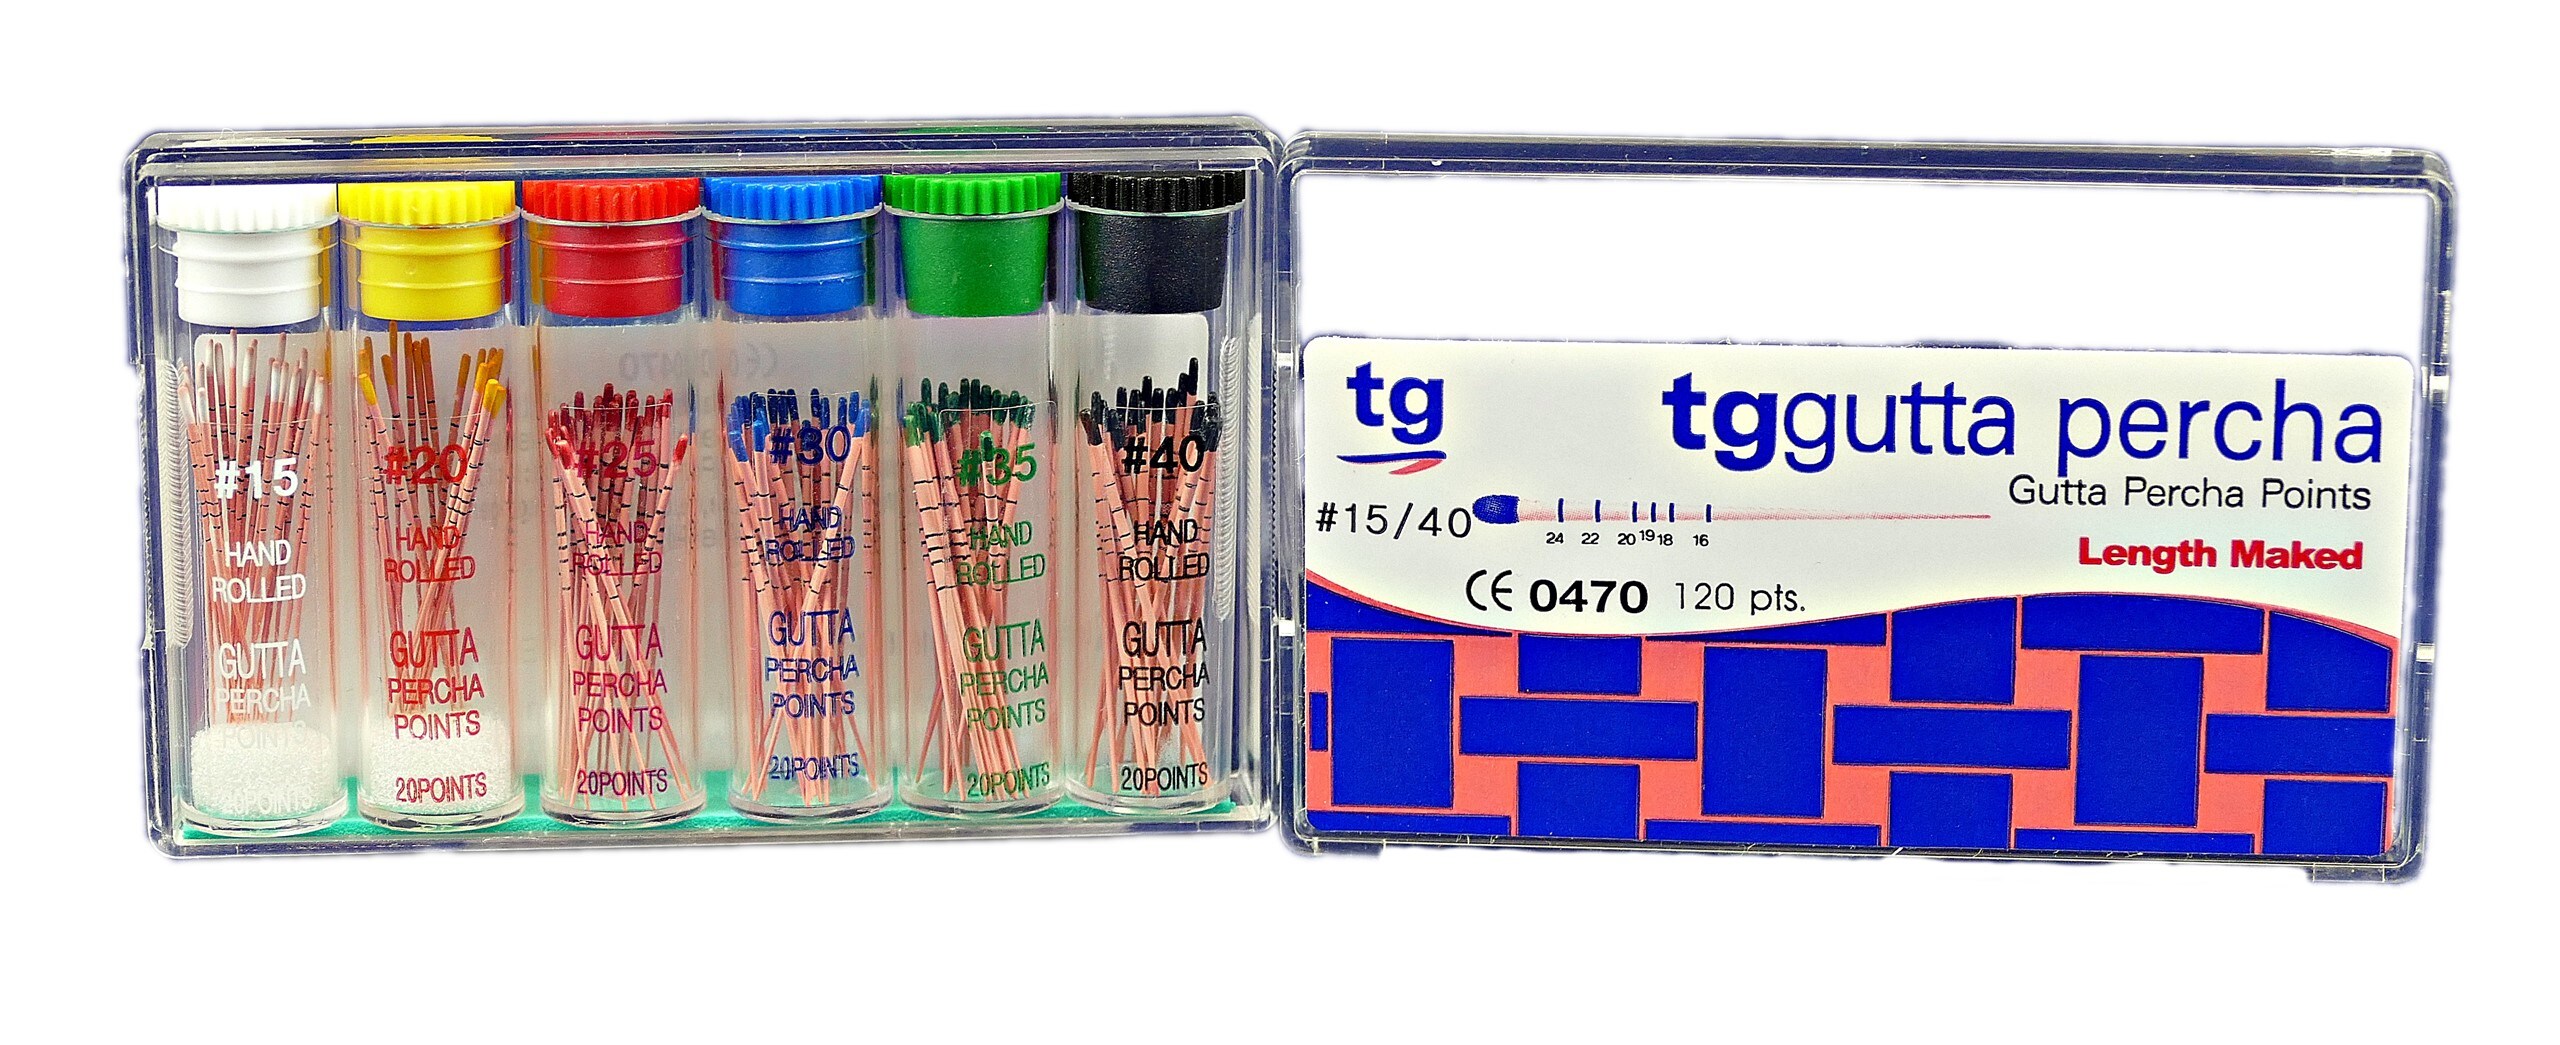 #15
HAND
ROLLED
GUTTA
PERCHA
POINTS
20POINTS
#20
HAND
ROLLED
GUTTA
PERCHA
POINTS
20POINTS
#25
HAND
ROLLED
GUTTA
PERCHA
POINTS
20POINTS
#30
HAND
ROLLED
GUTTA
PERCHA
POINTS
20POINTS
#35
HAND
ROLLED
GUTTA
PERCHA
POINTS
20POINTS
#40
HAND
ROLLED
GUTTA
PERCHA
POINTS
20POINTS
tg
tggutta percha
Gutta Percha Points
#15/40
24 22 20 19 18 16
Length Maked
CE 0470 120 pts.